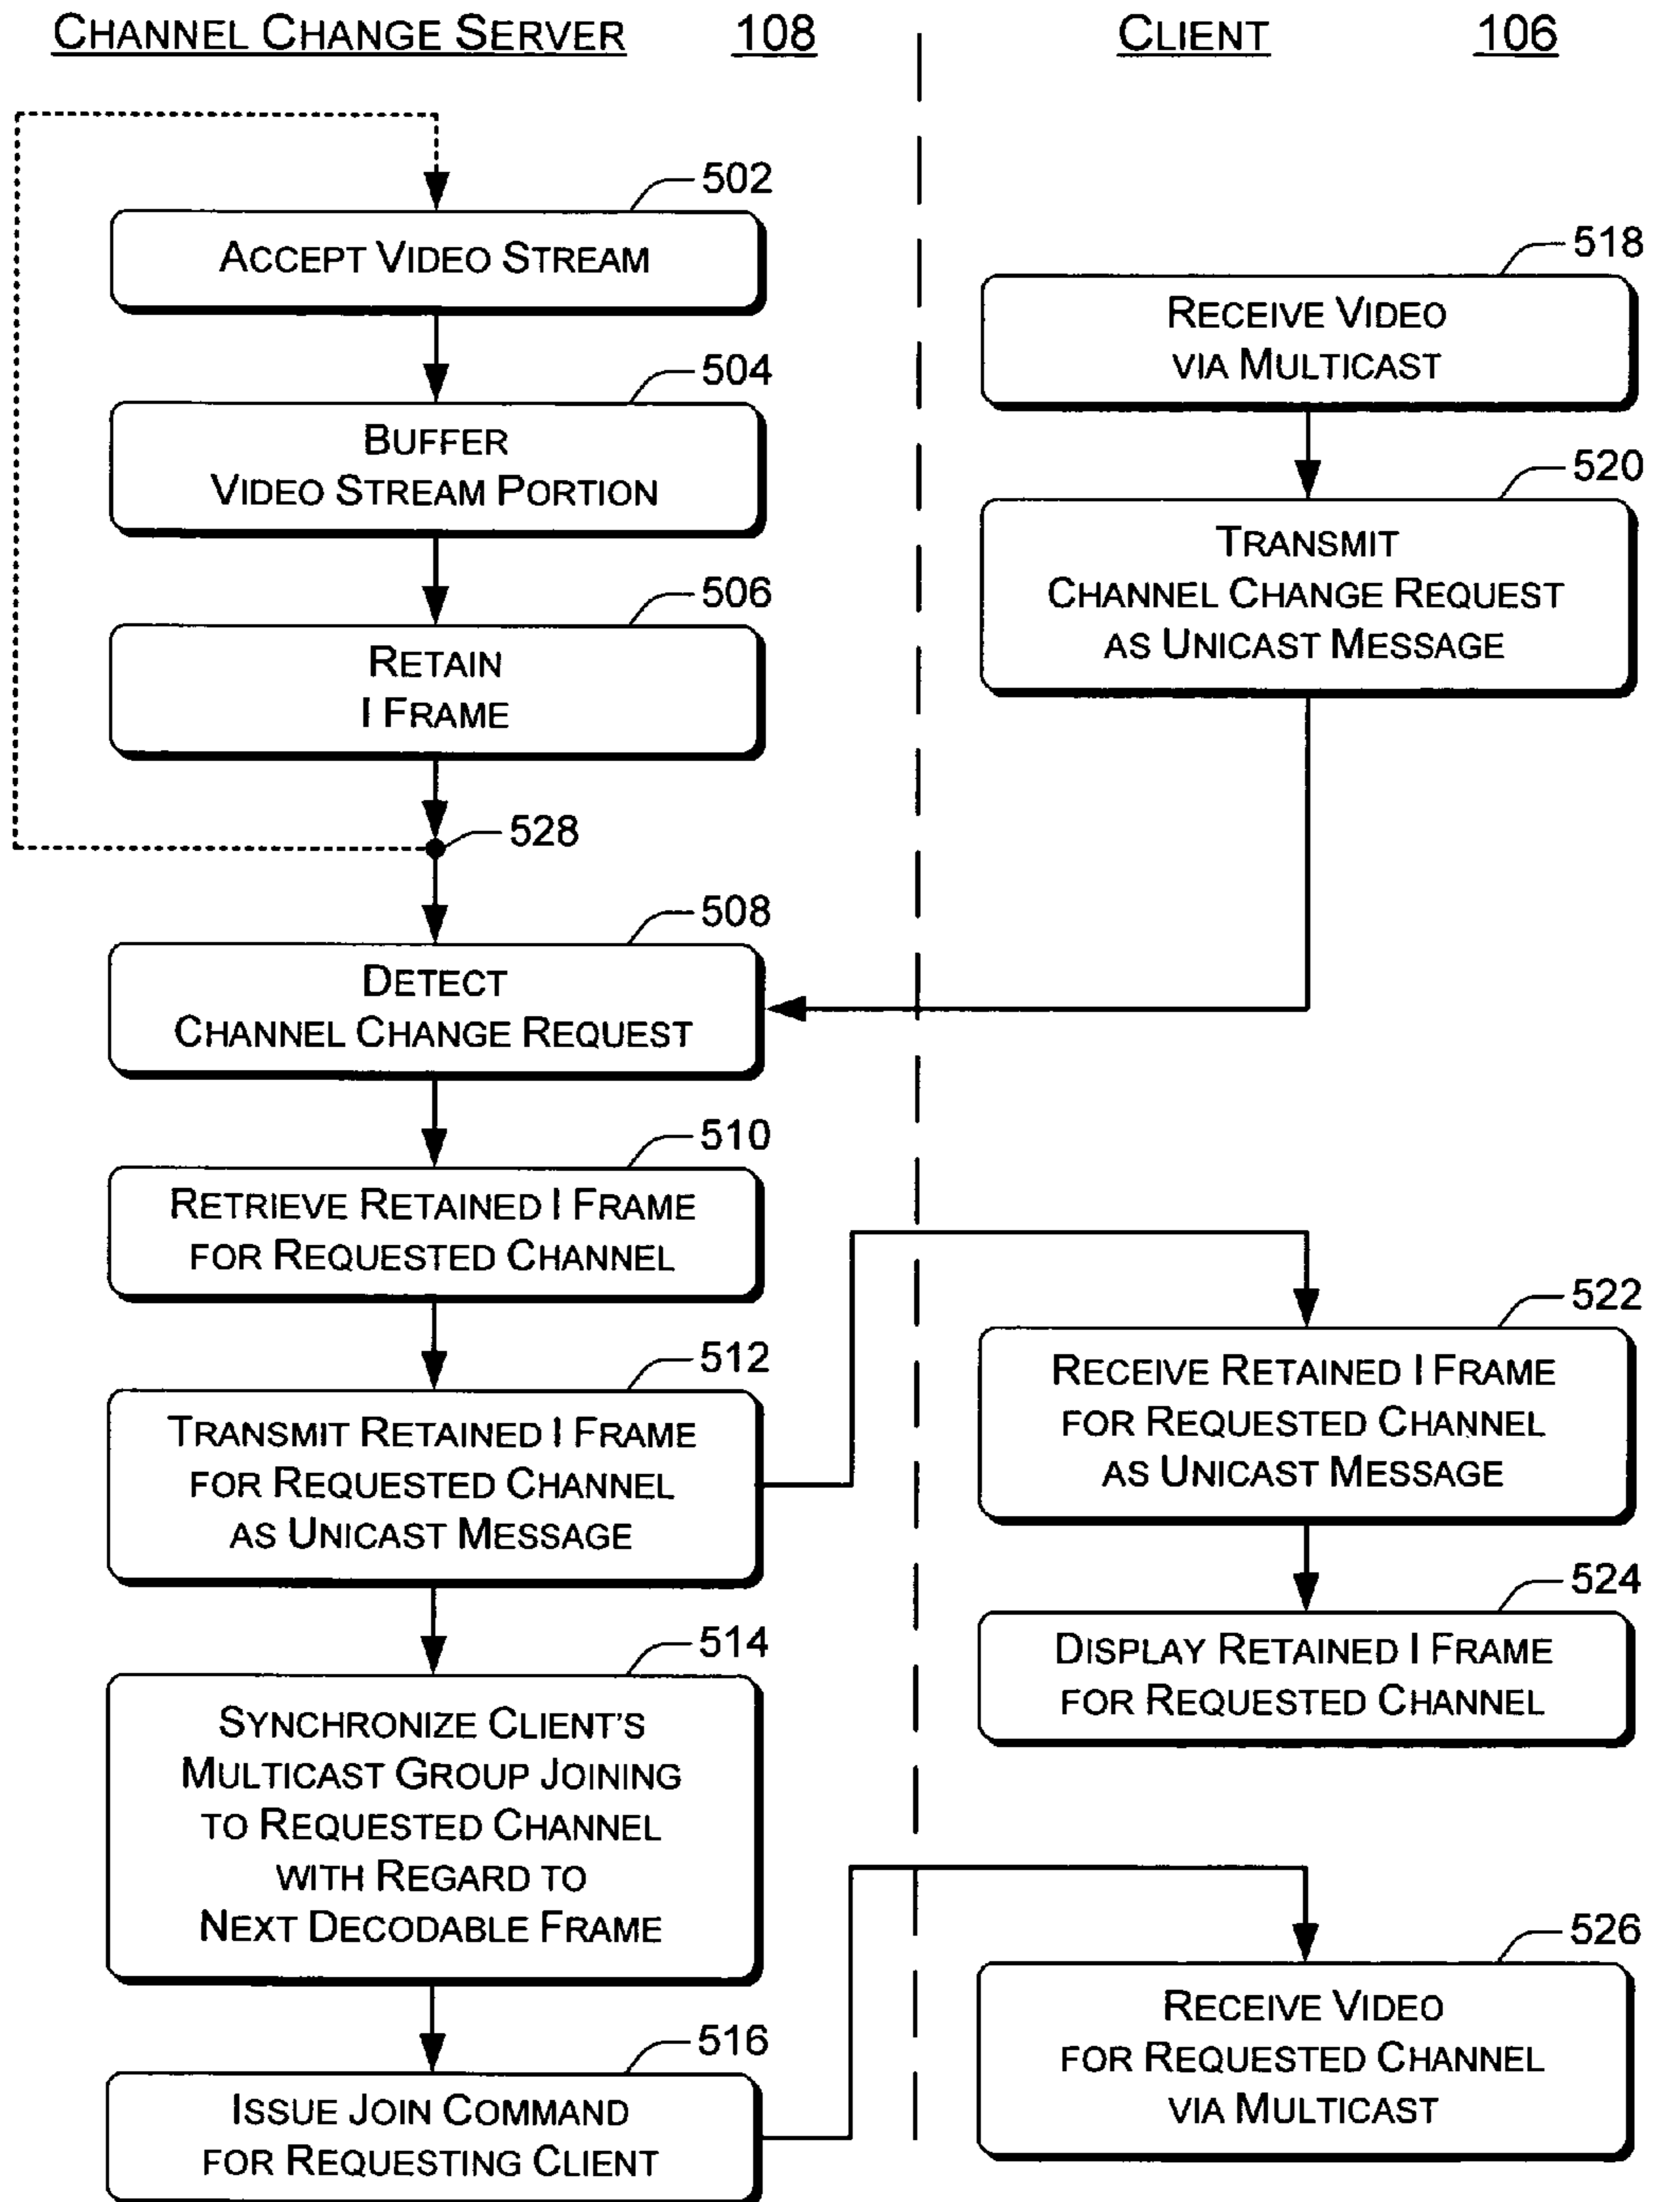 CHANNEL CHANGE SERVER 108
CLIENT 106
502
ACCEPT VIDEO STREAM
504
BUFFER
VIDEO STREAM PORTION
506
RETAIN
I FRAME
528
508
DETECT
CHANNEL CHANGE REQUEST
510
RETRIEVE RETAINED I FRAME
FOR REQUESTED CHANNEL
512
TRANSMIT RETAINED I FRAME
FOR REQUESTED CHANNEL
AS UNICAST MESSAGE
514
SYNCHRONIZE CLIENT'S
MULTICAST GROUP JOINING
TO REQUESTED CHANNEL
WITH REGARD TO
NEXT DECODABLE FRAME
516
ISSUE JOIN COMMAND
FOR REQUESTING CLIENT
518
RECEIVE VIDEO
VIA MULTICAST
520
TRANSMIT
CHANNEL CHANGE REQUEST
AS UNICAST MESSAGE
522
RECEIVE RETAINED I FRAME
FOR REQUESTED CHANNEL
AS UNICAST MESSAGE
524
DISPLAY RETAINED I FRAME
FOR REQUESTED CHANNEL
526
RECEIVE VIDEO
FOR REQUESTED CHANNEL
VIA MULTICAST